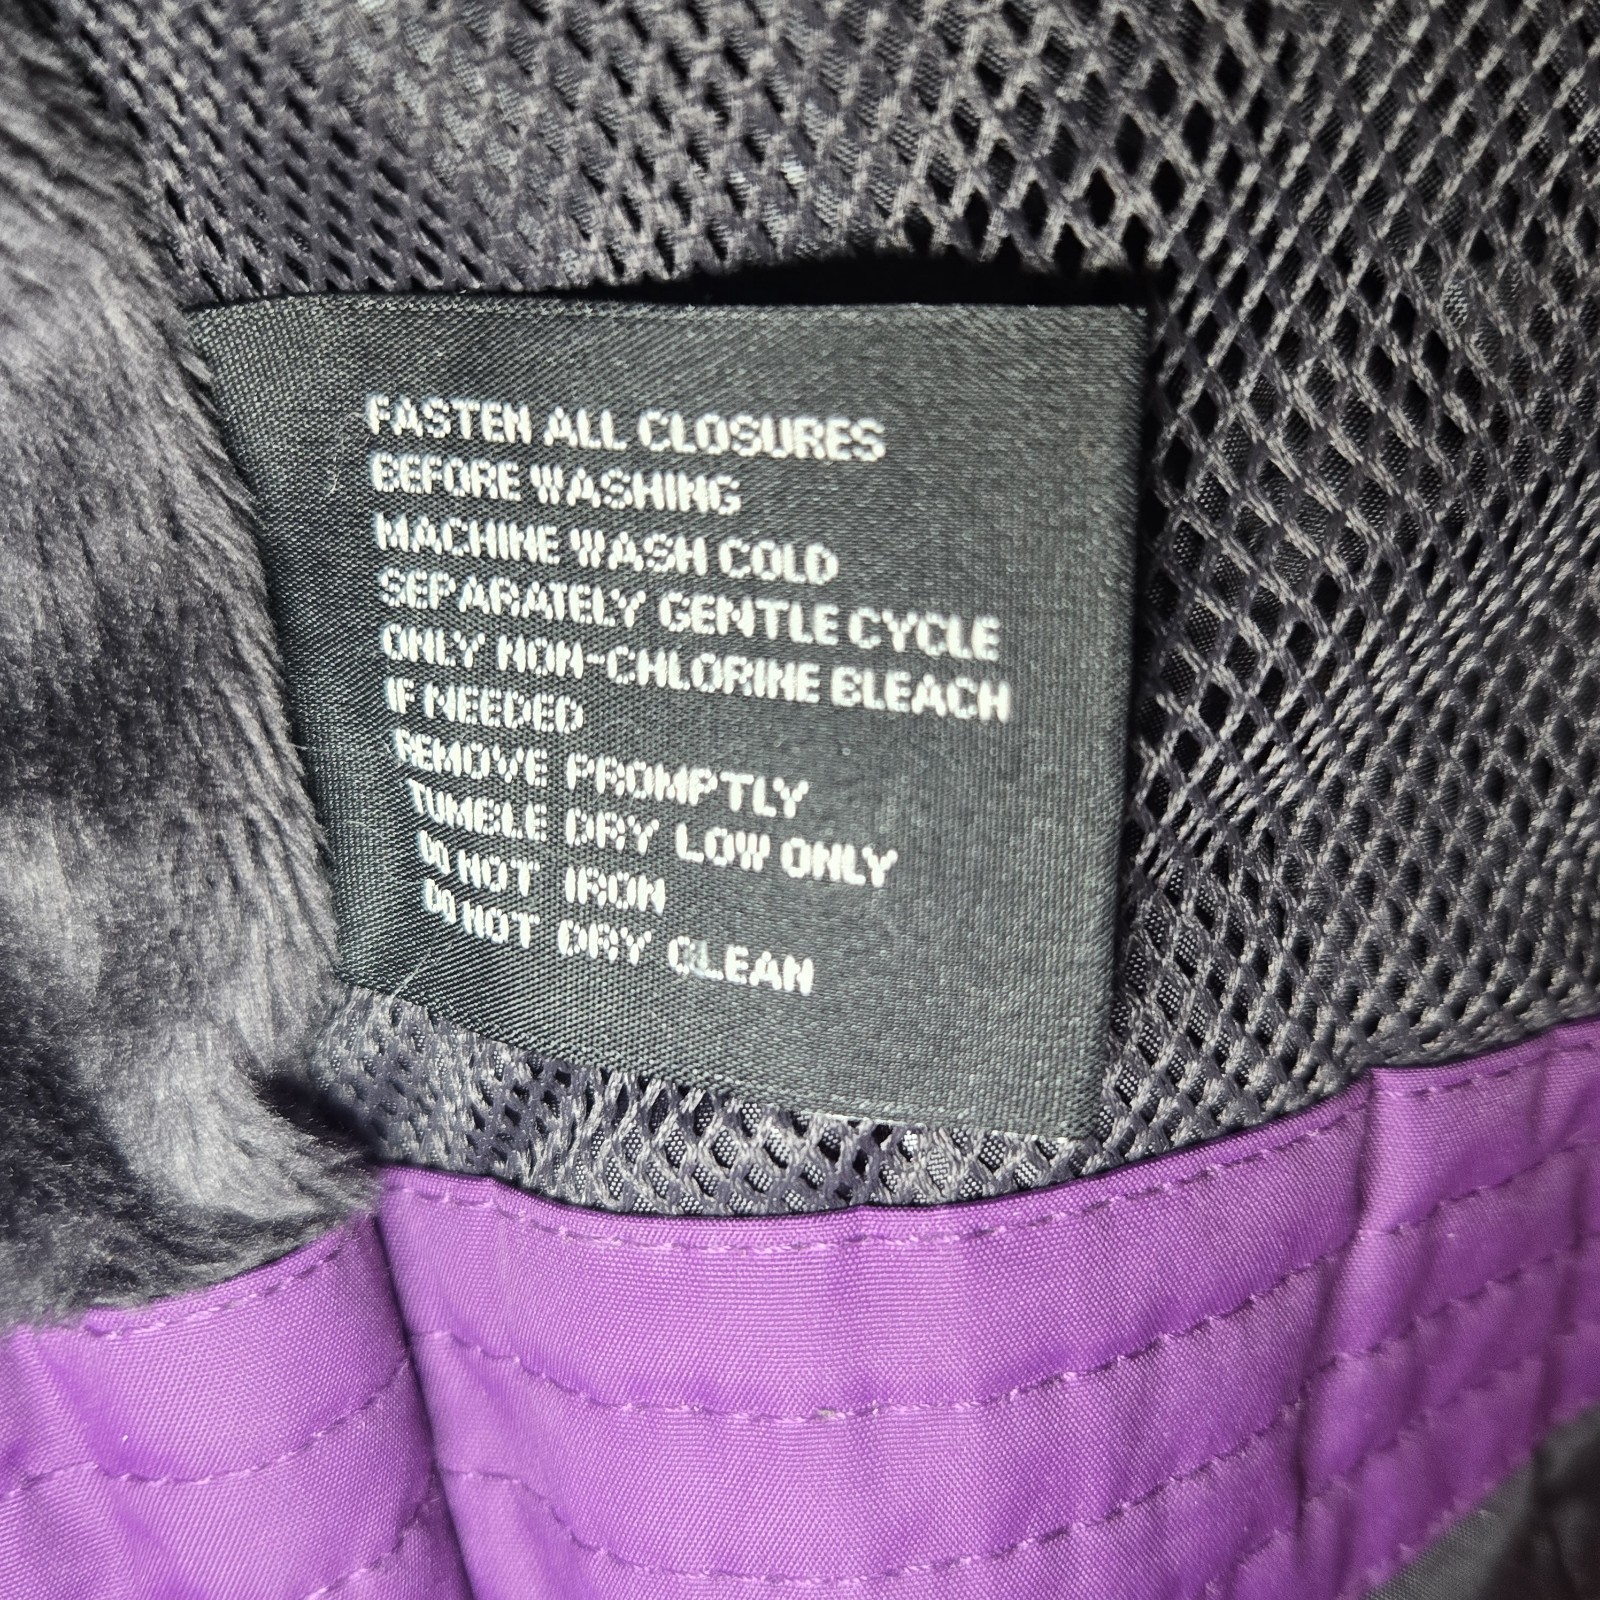 FASTEN ALL CLOSURES
BEFORE WASHING
MACHINE WASH COLD
SEPARATELY GENTLE CYCLE
ONLY NON-CHLORINE BLEACH
IF NEEDED
REMOVE PROMPTLY
TUMBLE DRY LOW ONLY
DO NOT IRON
DO NOT DRY CLEAN